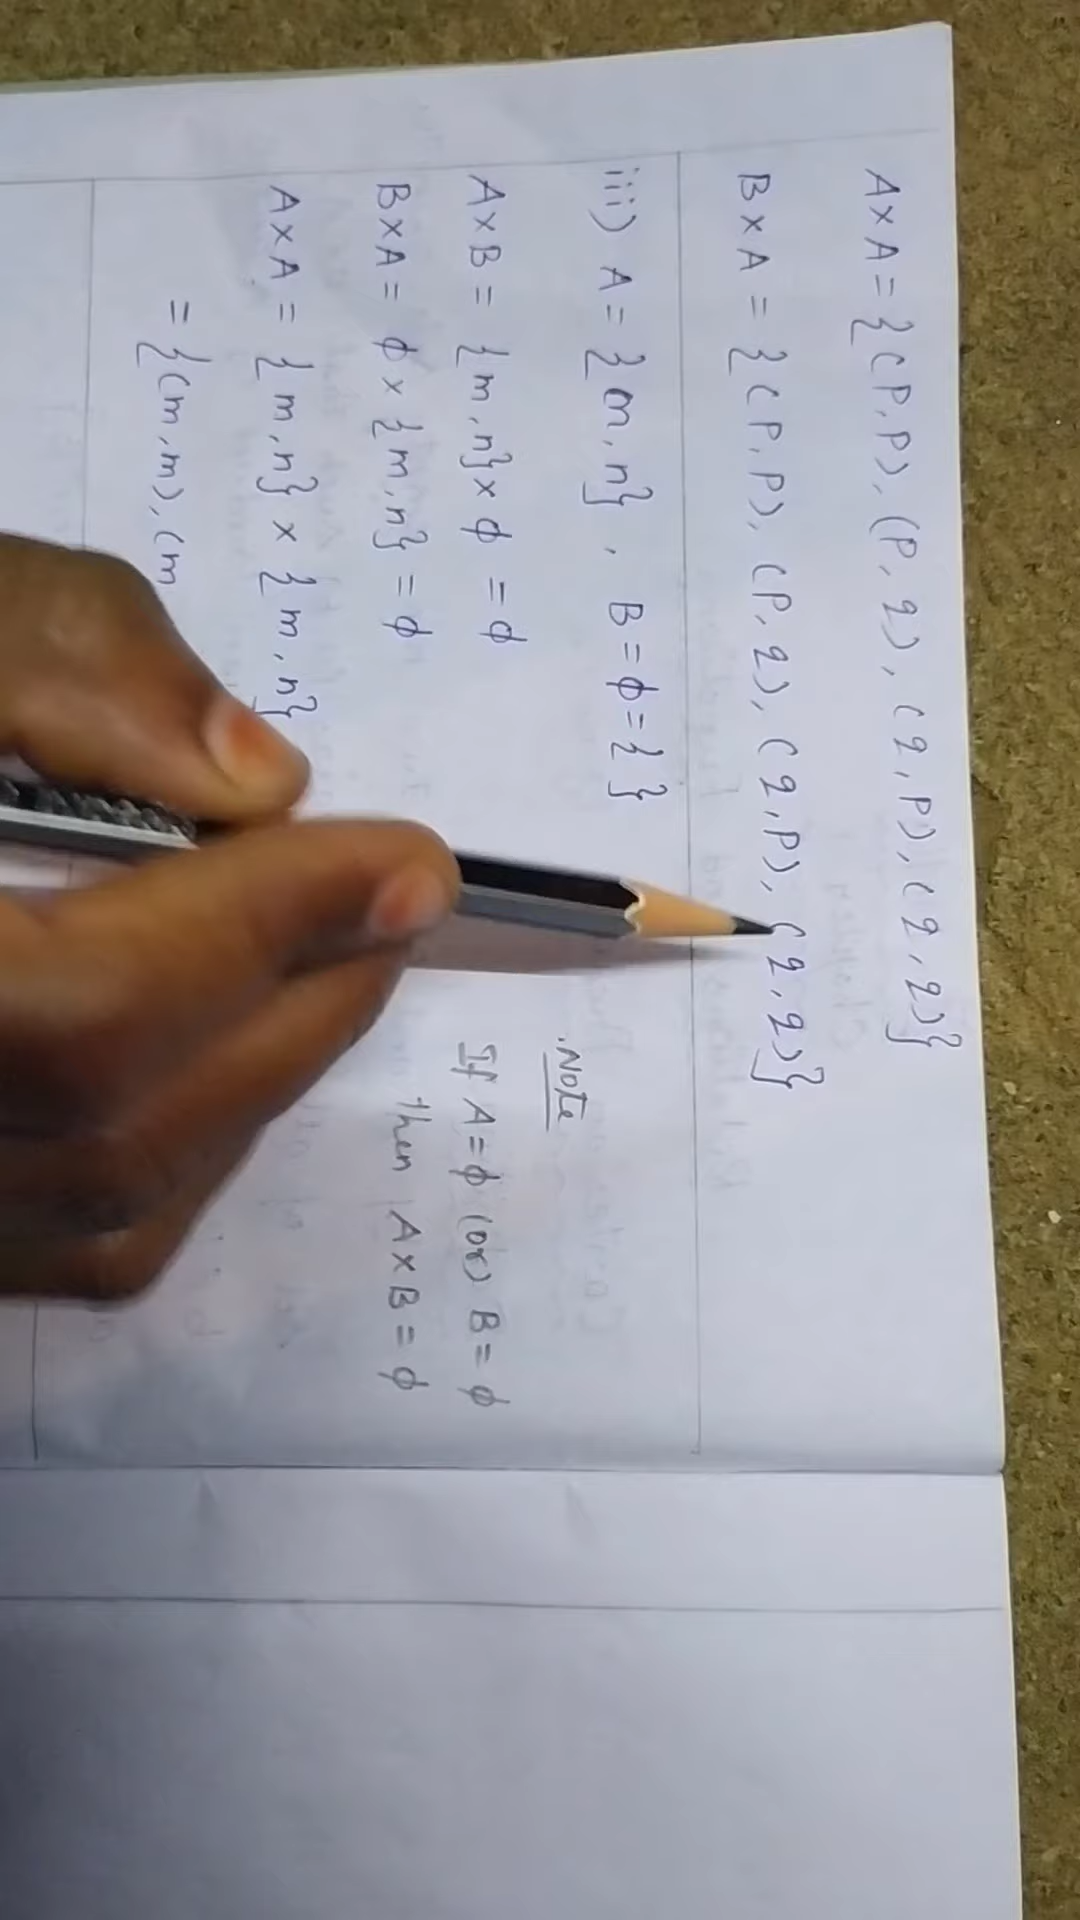 A×A = {(P,P), (P,q), (q,P), (q,q)}
B×A = {(P,P), (P,q), (q,P), (q,q)}
iii) A = {m,n}, B = ϕ = { }
A×B = {m,n} × ϕ = ϕ
B×A = ϕ × {m,n} = ϕ
A×A = {m,n} × {m,n}
= {(m,m),(m
Note
If A=ϕ (or) B=ϕ
then A×B=ϕ